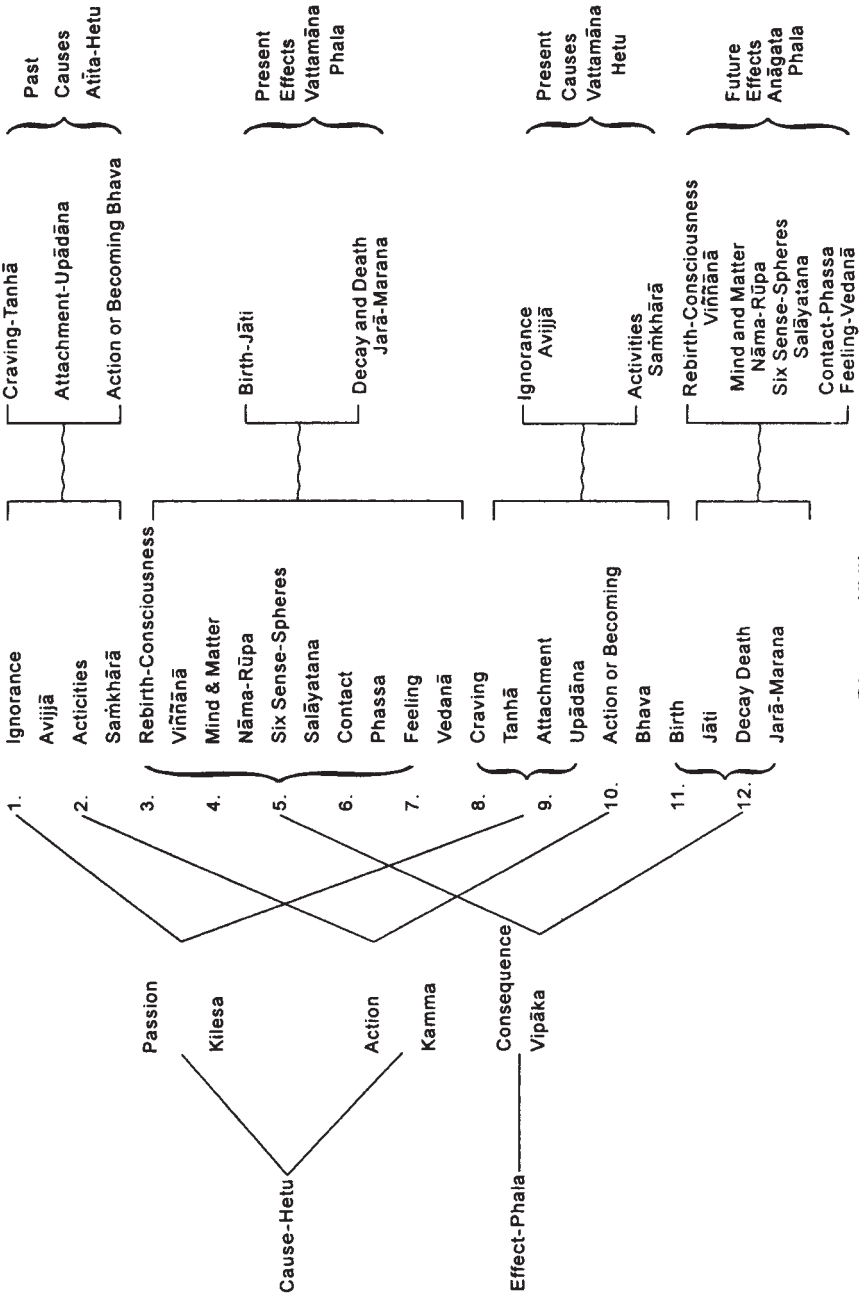 Cause-Hetu
Effect-Phala
Passion
Kilesa
Action
Kamma
Consequence
Vipāka
1. Ignorance
Avijjā
2. Acticities
Saṁkhārā
3. Rebirth-Consciousness
Viññānā
4. Mind & Matter
Nāma-Rūpa
5. Six Sense-Spheres
Salāyatana
6. Contact
Phassa
7. Feeling
Vedanā
8. Craving
Tanhā
9. Attachment
Upādāna
10. Action or Becoming
Bhava
11. Birth
Jāti
12. Decay Death
Jarā-Marana
Craving-Tanhā
Attachment-Upādāna
Action or Becoming Bhava
Past
Causes
Atīta-Hetu
Birth-Jāti
Decay and Death
Jarā-Marana
Present
Effects
Vattamāna
Phala
Ignorance
Avijjā
Activities
Saṁkhārā
Present
Causes
Vattamāna
Hetu
Rebirth-Consciousness
Viññānā
Mind and Matter
Nāma-Rūpa
Six Sense-Spheres
Salāyatana
Contact-Phassa
Feeling-Vedanā
Future
Effects
Anāgata
Phala